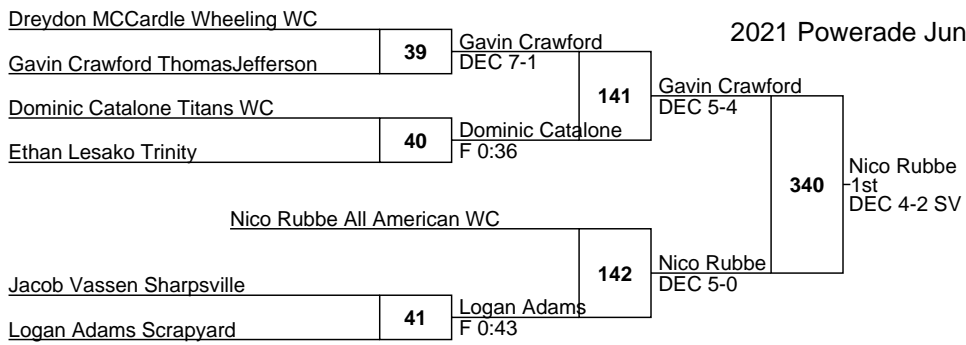 2021 Powerade Jun
Dreydon MCCardle Wheeling WC
39
Gavin Crawford ThomasJefferson
Gavin Crawford
DEC 7-1
141
Dominic Catalone Titans WC
40
Ethan Lesako Trinity
Dominic Catalone
F 0:36
Gavin Crawford
DEC 5-4
340
Nico Rubbe
1st
DEC 4-2 SV
Nico Rubbe All American WC
142
Nico Rubbe
DEC 5-0
Jacob Vassen Sharpsville
41
Logan Adams Scrapyard
Logan Adams
F 0:43